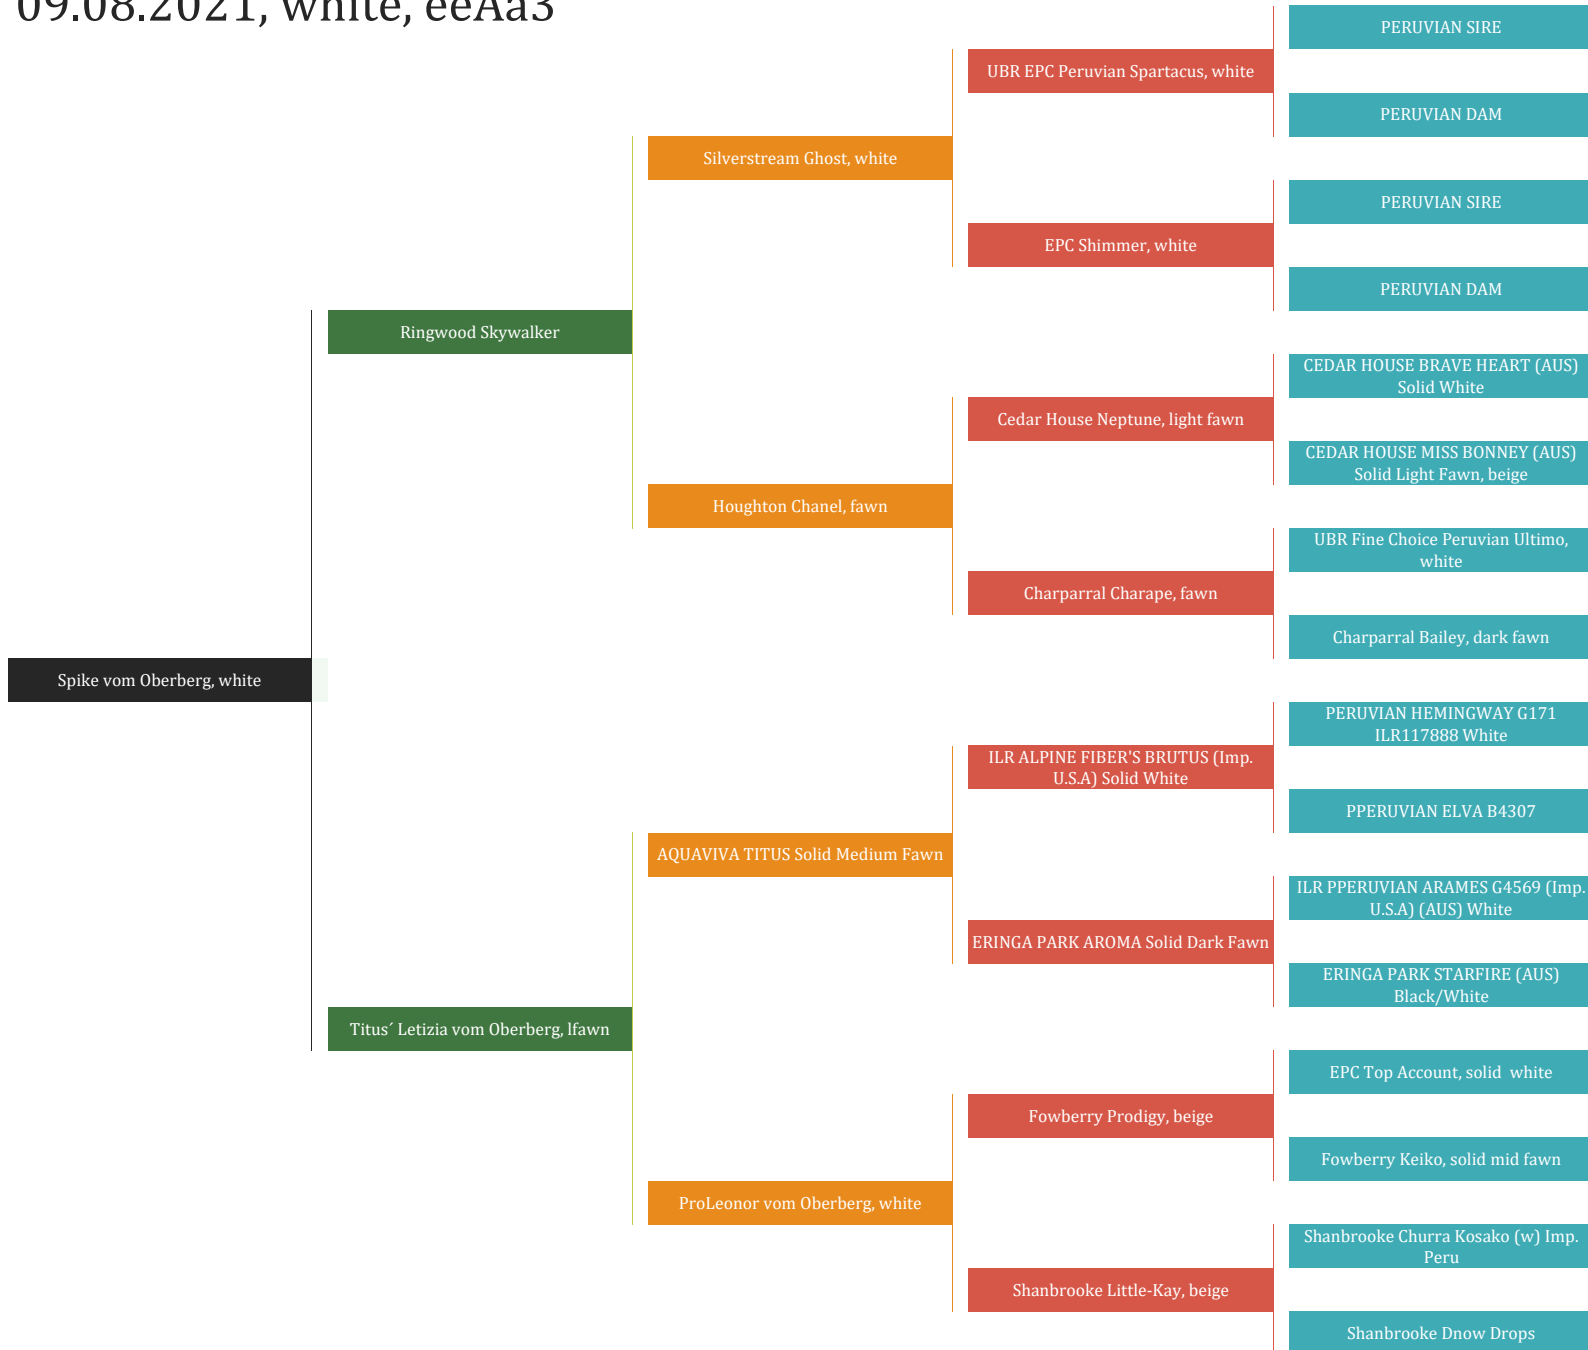 09.08.2021, white, eeAa3
PERUVIAN SIRE
UBR EPC Peruvian Spartacus, white
PERUVIAN DAM
Silverstream Ghost, white
PERUVIAN SIRE
EPC Shimmer, white
PERUVIAN DAM
Ringwood Skywalker
CEDAR HOUSE BRAVE HEART (AUS)
Solid White
Cedar House Neptune, light fawn
CEDAR HOUSE MISS BONNEY (AUS)
Solid Light Fawn, beige
Houghton Chanel, fawn
UBR Fine Choice Peruvian Ultimo,
white
Charparral Charape, fawn
Charparral Bailey, dark fawn
Spike vom Oberberg, white
PERUVIAN HEMINGWAY G171
ILR117888 White
ILR ALPINE FIBER'S BRUTUS (Imp.
U.S.A) Solid White
PPERUVIAN ELVA B4307
AQUAVIVA TITUS Solid Medium Fawn
ILR PPERUVIAN ARAMES G4569 (Imp.
U.S.A) (AUS) White
ERINGA PARK AROMA Solid Dark Fawn
ERINGA PARK STARFIRE (AUS)
Black/White
Titus´ Letizia vom Oberberg, lfawn
EPC Top Account, solid  white
Fowberry Prodigy, beige
Fowberry Keiko, solid mid fawn
ProLeonor vom Oberberg, white
Shanbrooke Churra Kosako (w) Imp.
Peru
Shanbrooke Little-Kay, beige
Shanbrooke Dnow Drops